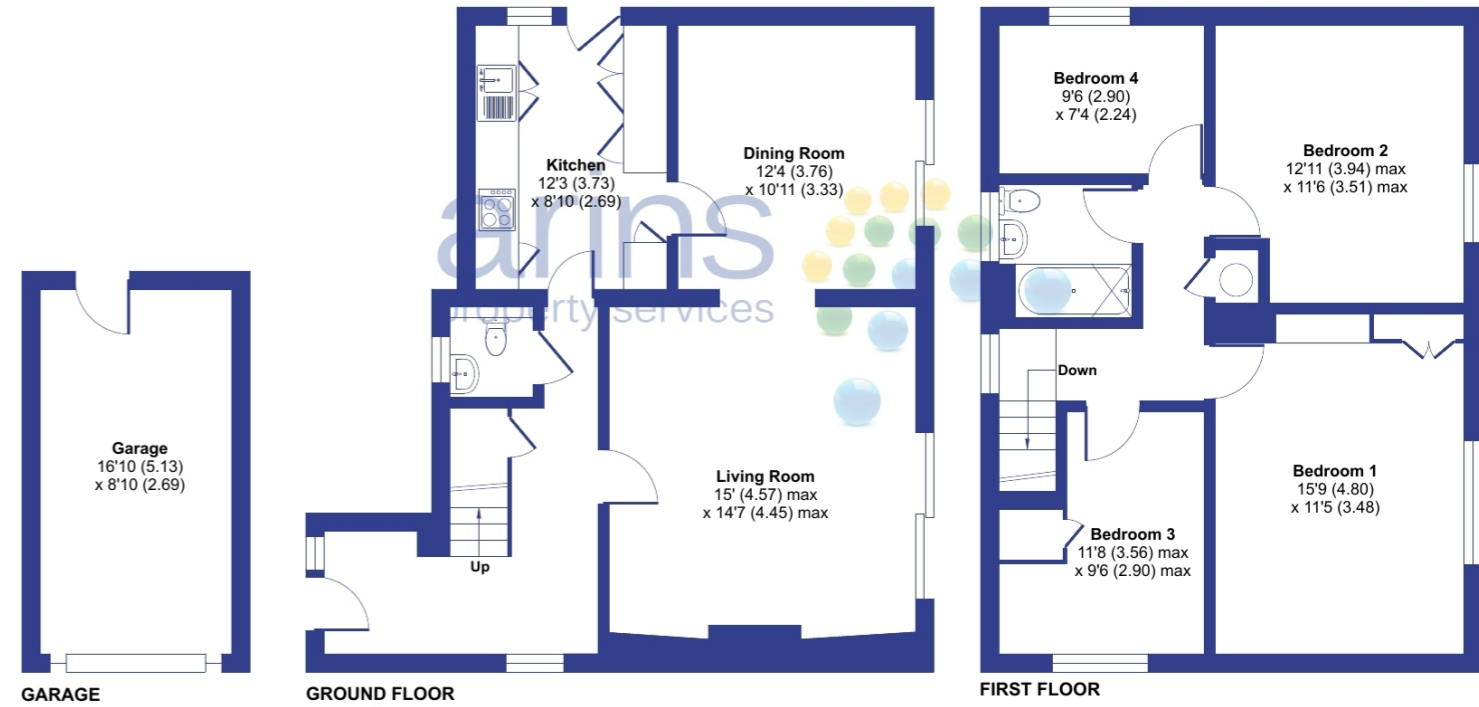 Garage
16'10 (5.13)
x 8'10 (2.69)
GARAGE
Kitchen
12'3 (3.73)
x 8'10 (2.69)
Dining Room
12'4 (3.76)
x 10'11 (3.33)
arins
property services
Living Room
15' (4.57) max
x 14'7 (4.45) max
Up
GROUND FLOOR
Bedroom 4
9'6 (2.90)
x 7'4 (2.24)
Bedroom 2
12'11 (3.94) max
x 11'6 (3.51) max
Down
Bedroom 3
11'8 (3.56) max
x 9'6 (2.90) max
Bedroom 1
15'9 (4.80)
x 11'5 (3.48)
FIRST FLOOR